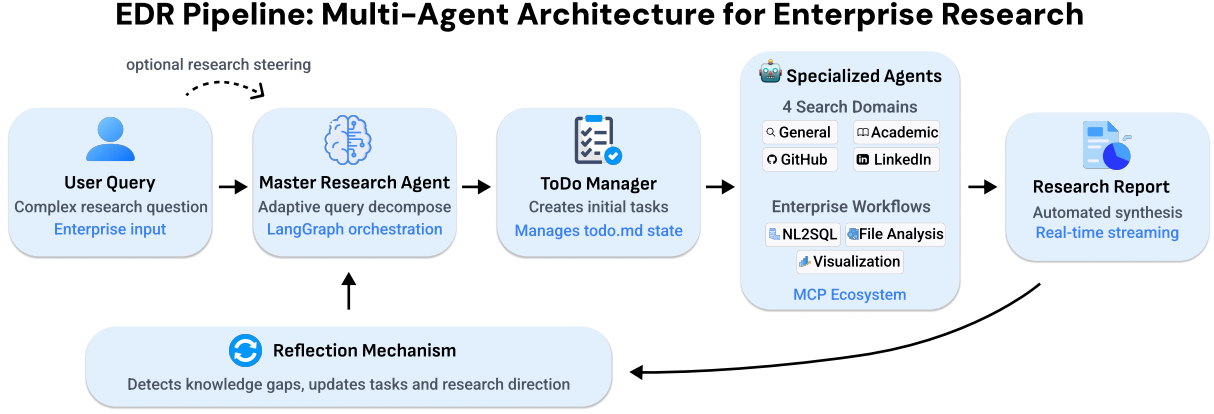 EDR Pipeline: Multi-Agent Architecture for Enterprise Research
optional research steering
User Query
Complex research question
Enterprise input
Master Research Agent
Adaptive query decompose
LangGraph orchestration
ToDo Manager
Creates initial tasks
Manages todo.md state
Specialized Agents
4 Search Domains
General
Academic
GitHub
in LinkedIn
Enterprise Workflows
NL2SQL
File Analysis
Visualization
MCP Ecosystem
Research Report
Automated synthesis
Real-time streaming
Reflection Mechanism
Detects knowledge gaps, updates tasks and research direction